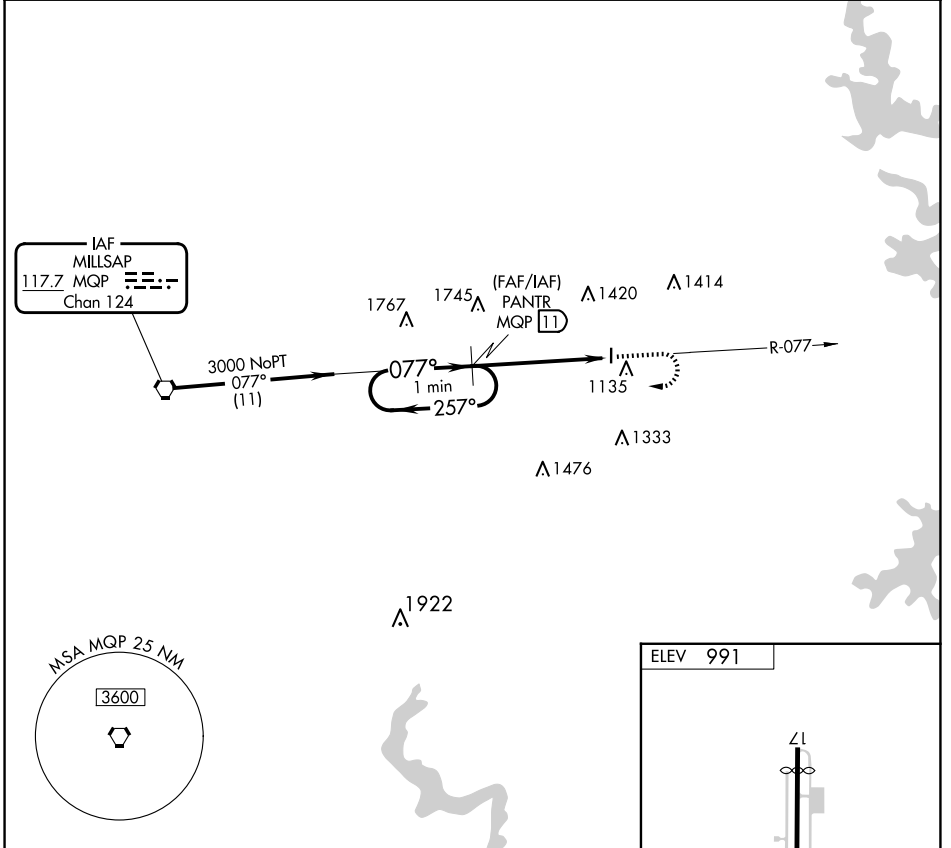 IAF
MILLSAP
117.7 MQP
Chan 124
1767
1745
(FAF/IAF)
PANTR
MQP 11
1420
1414
3000 NoPT
077°
(11)
077°
1 min
257°
1135
R-077
1333
1476
1922
MSA MQP 25 NM
3600
ELEV 991
17